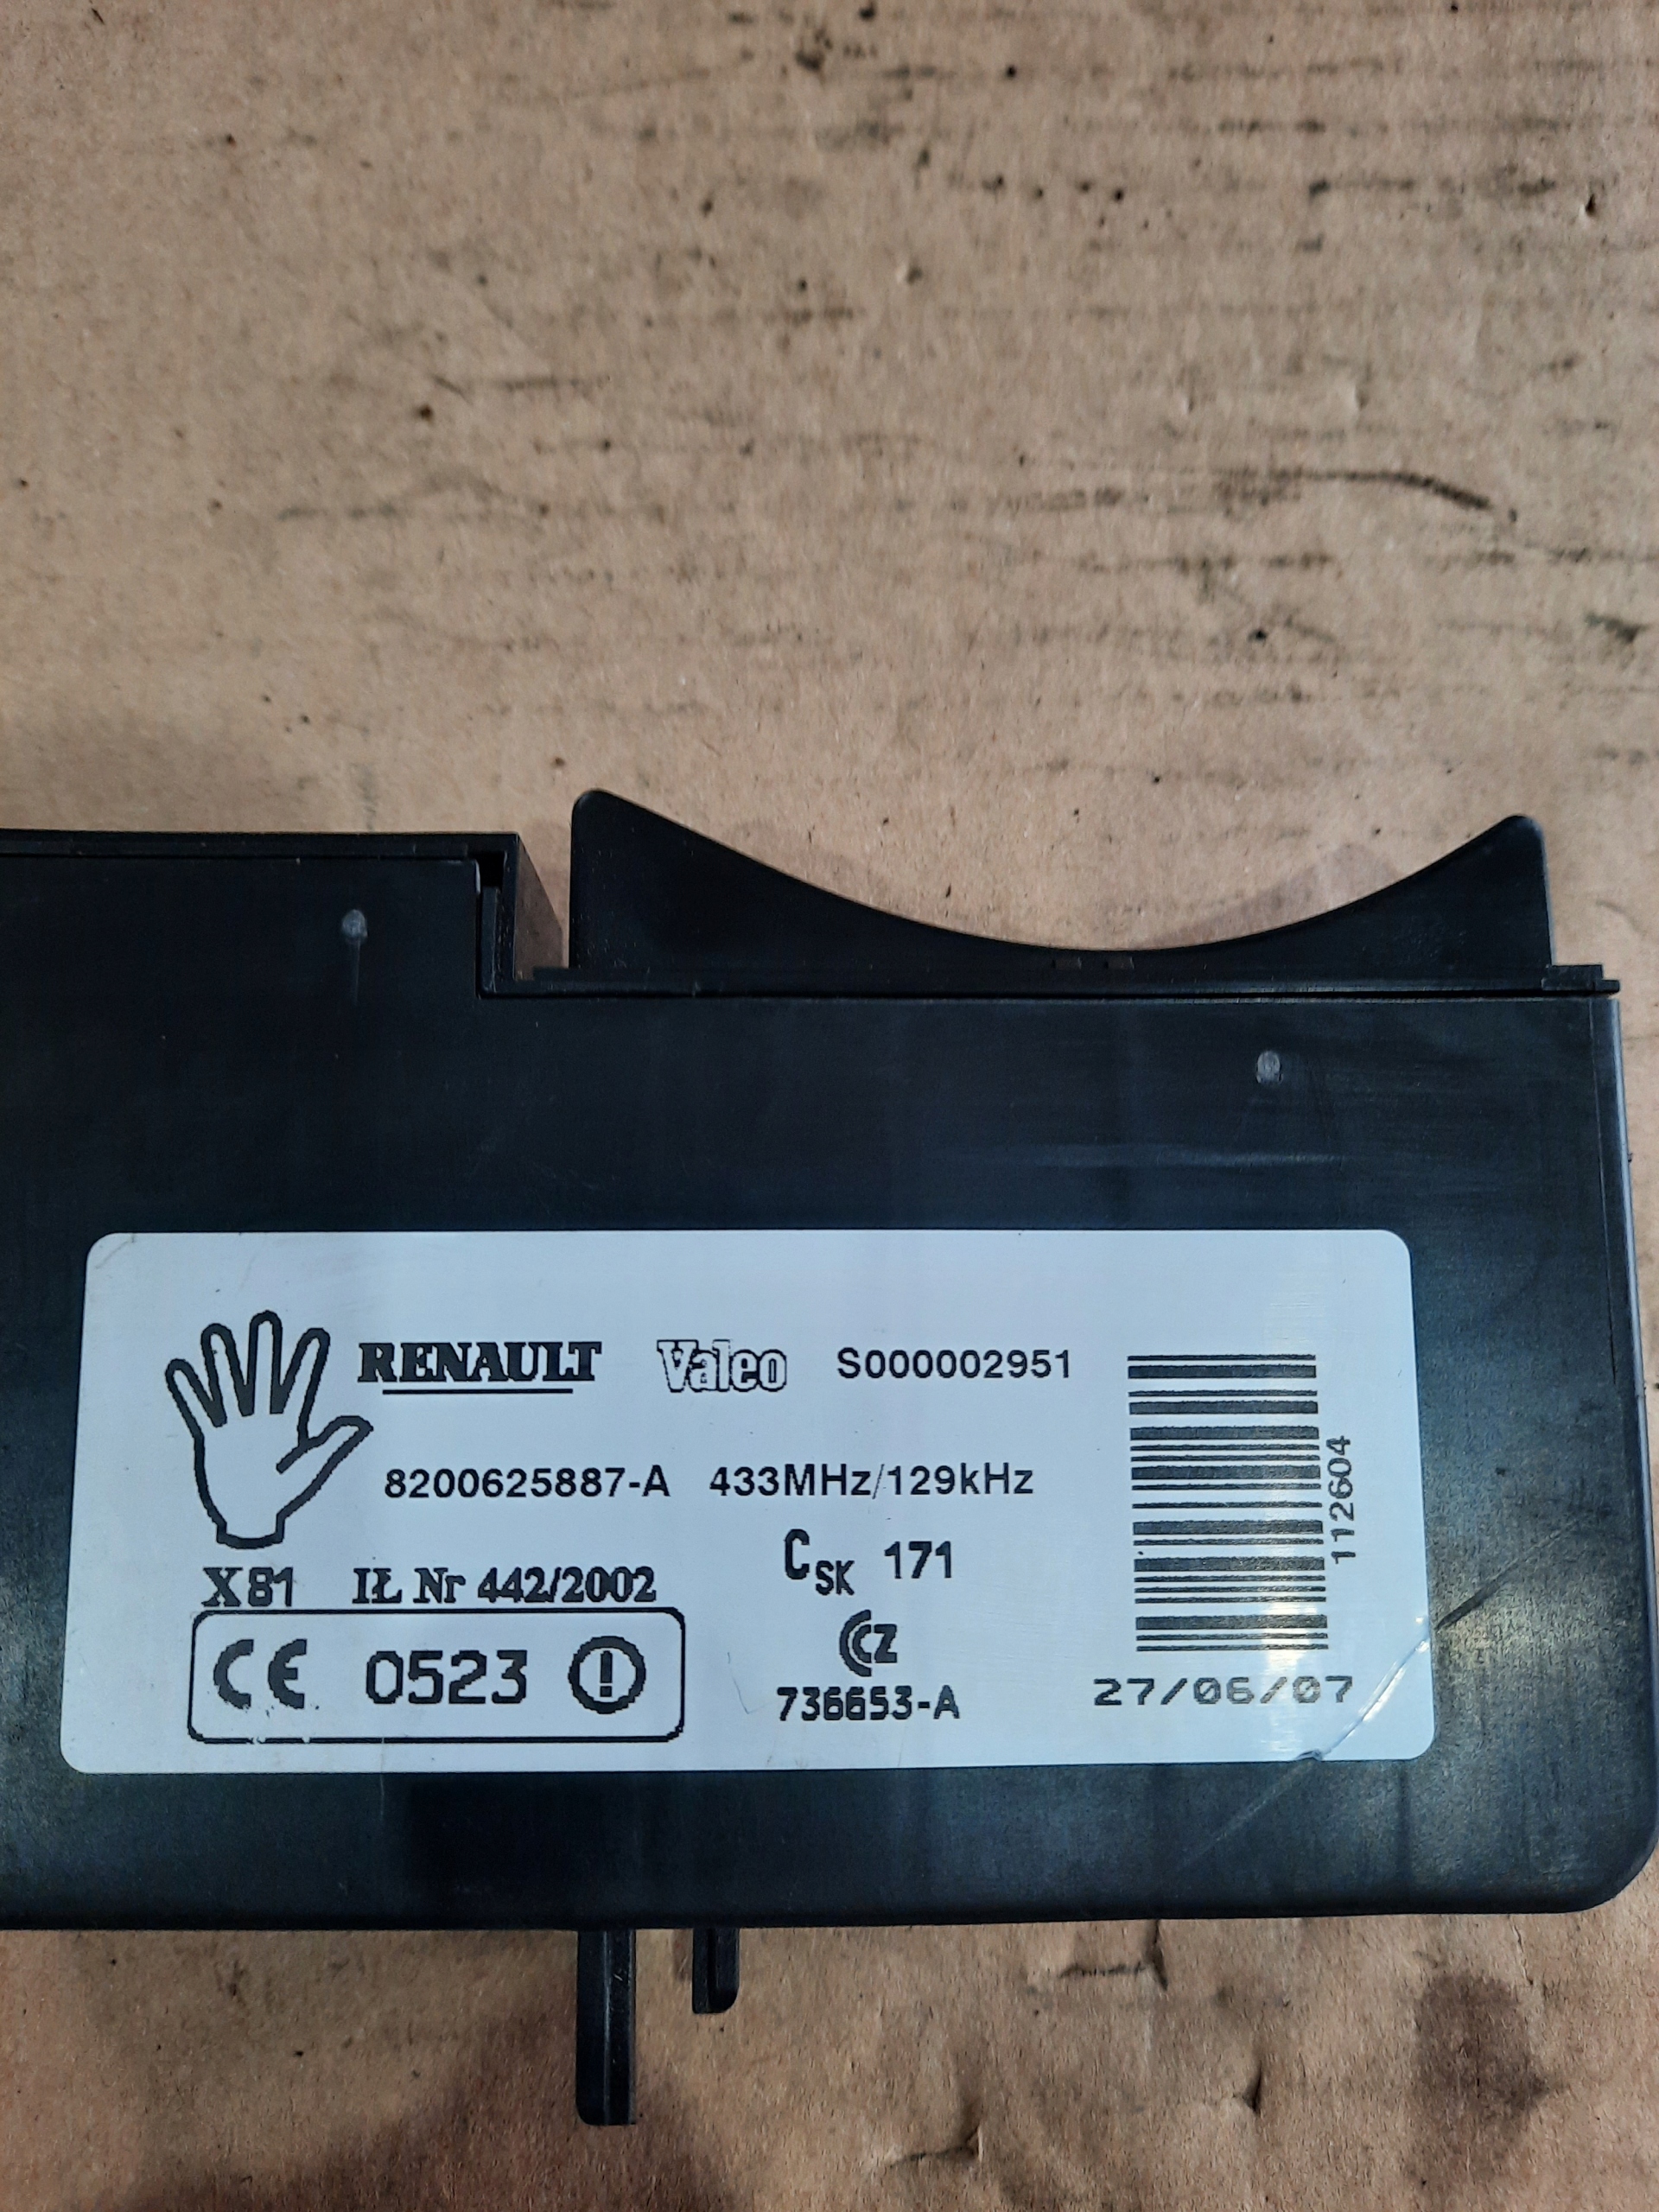 RENAULT Valeo S000002951
8200625887-A 433MHz/129kHz
X81 IŁ Nr 442/2002 CSK 171
CE 0523 !
CZ
736653-A
27/06/07
1126604